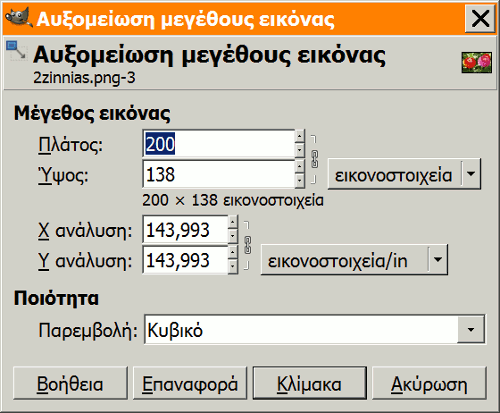 Αυξομείωση μεγέθους εικόνας
Αυξομείωση μεγέθους εικόνας
2zinnias.png-3
Μέγεθος εικόνας
Πλάτος: 200
Ύψος: 138 εικονοστοιχεία
200 × 138 εικονοστοιχεία
Χ ανάλυση: 143,993
Υ ανάλυση: 143,993 εικονοστοιχεία/in
Ποιότητα
Παρεμβολή: Κυβικό
Βοήθεια Επαναφορά Κλίμακα Ακύρωση